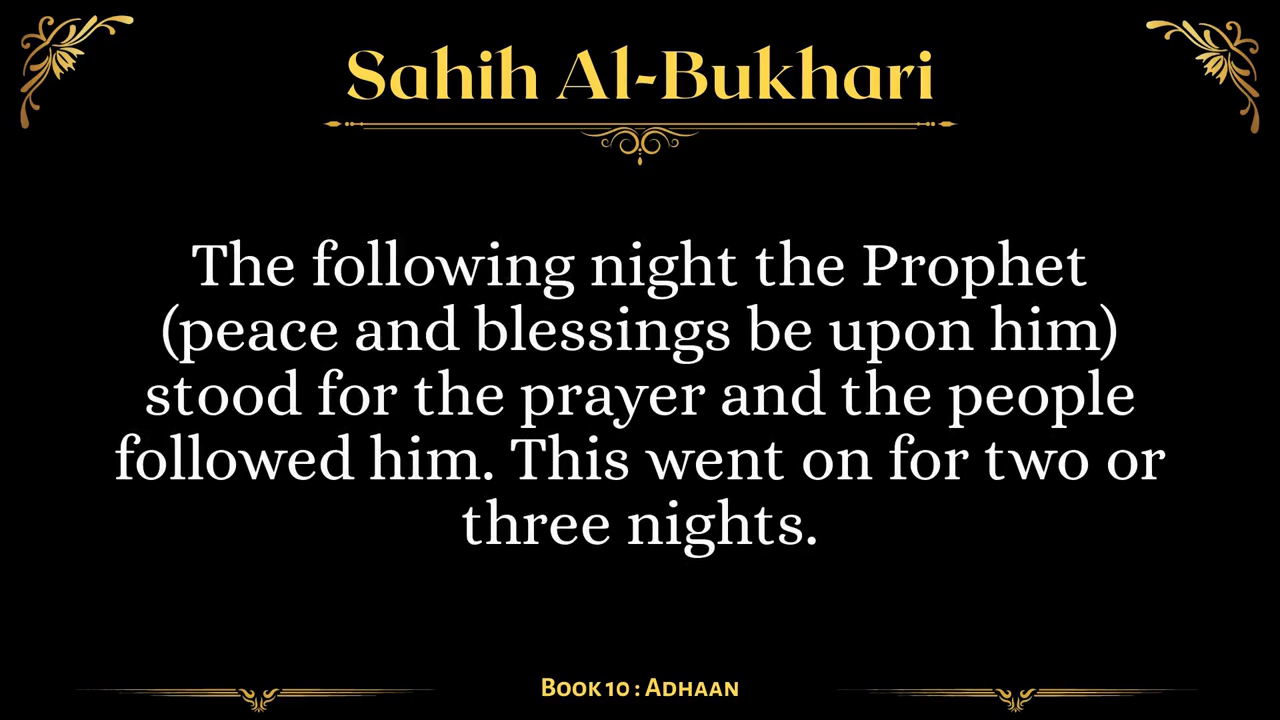 Sahih Al-Bukhari
The following night the Prophet
(peace and blessings be upon him)
stood for the prayer and the people
followed him. This went on for two or
three nights.
Book 10 : Adhaan